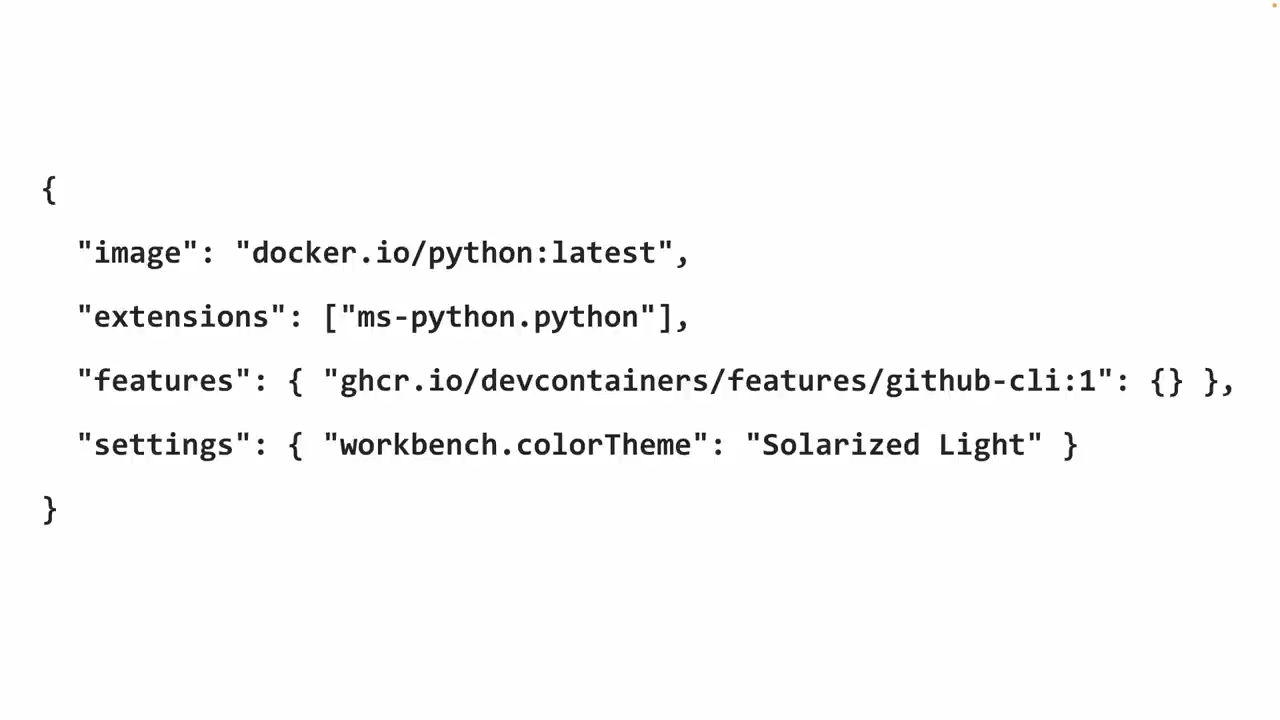 {
"image": "docker.io/python:latest",
"extensions": ["ms-python.python"],
"features": { "ghcr.io/devcontainers/features/github-cli:1": {} },
"settings": { "workbench.colorTheme": "Solarized Light" }
}